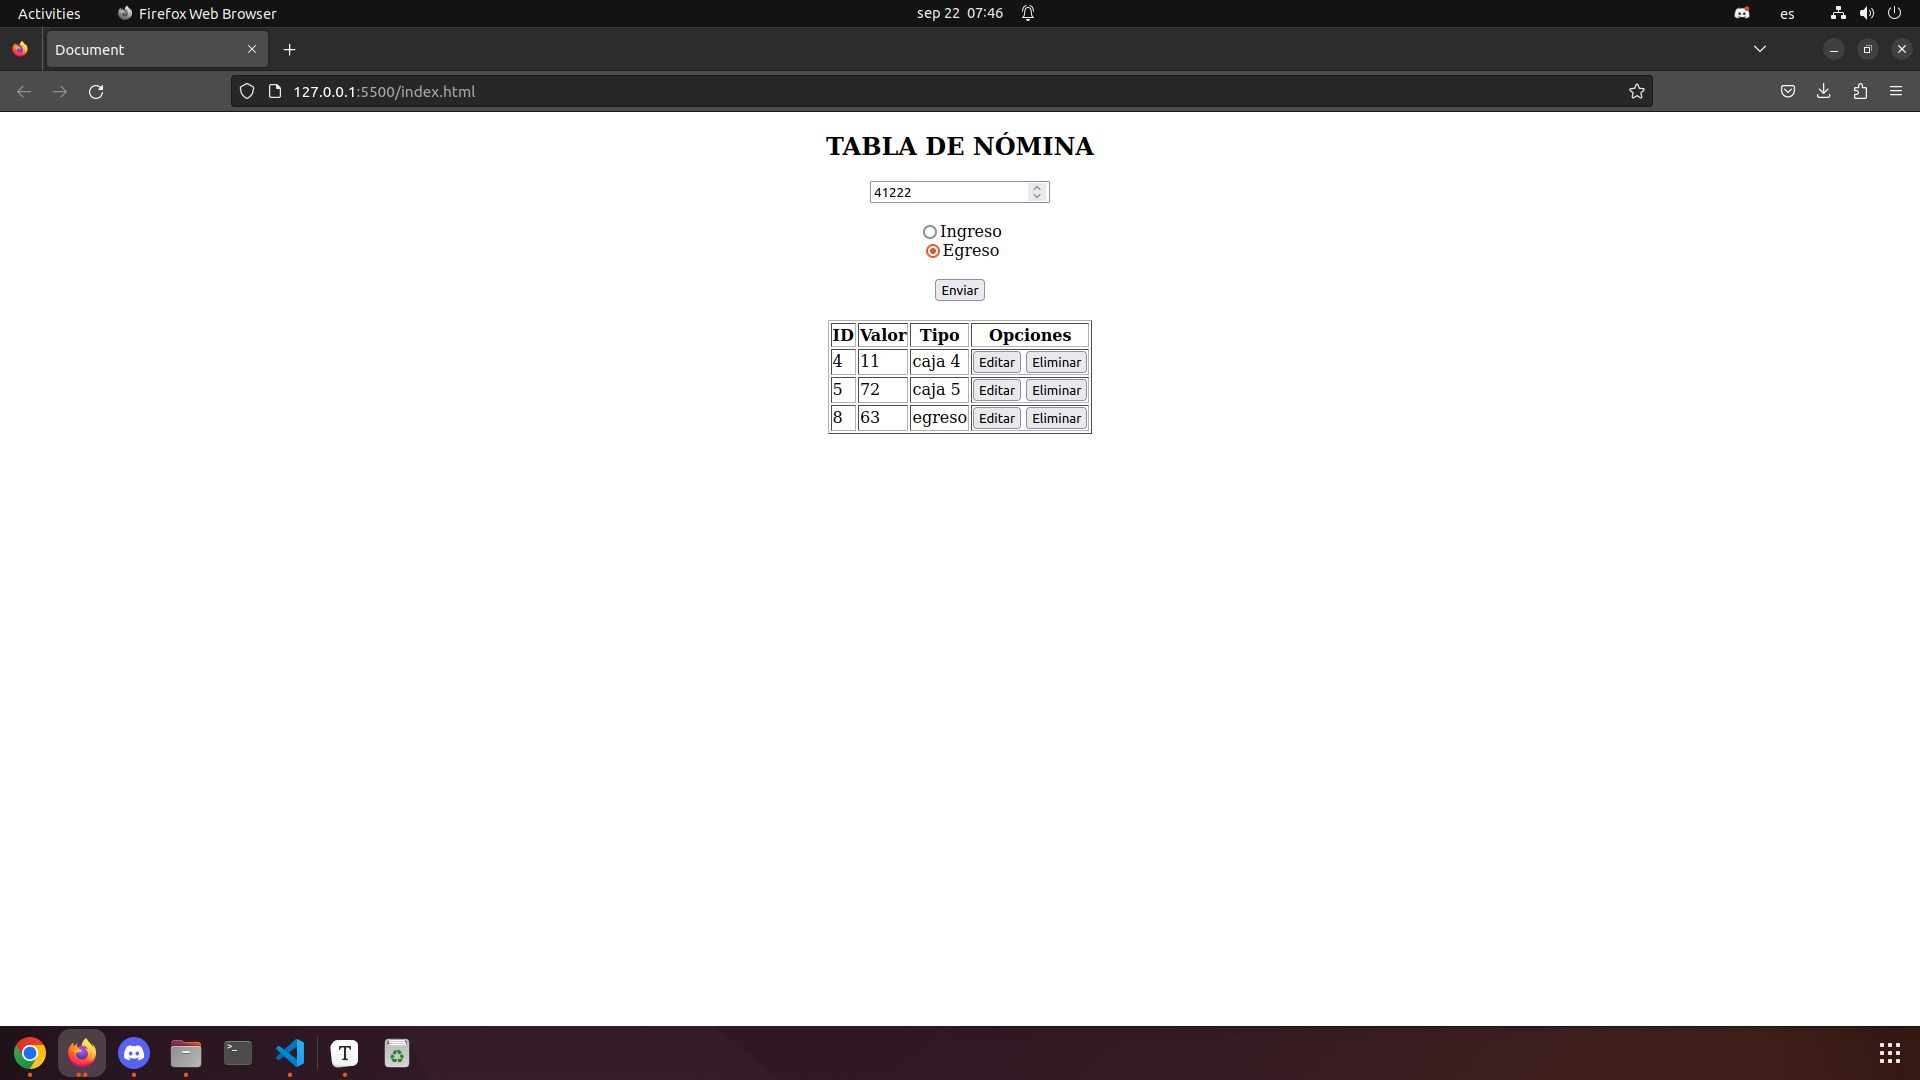 Activities Firefox Web Browser sep 22 07:46 es
Document
127.0.0.1:5500/index.html
TABLA DE NÓMINA
41222
Ingreso
Egreso
Enviar
ID Valor Tipo Opciones
4 11 caja 4 Editar Eliminar
5 72 caja 5 Editar Eliminar
8 63 egreso Editar Eliminar
T